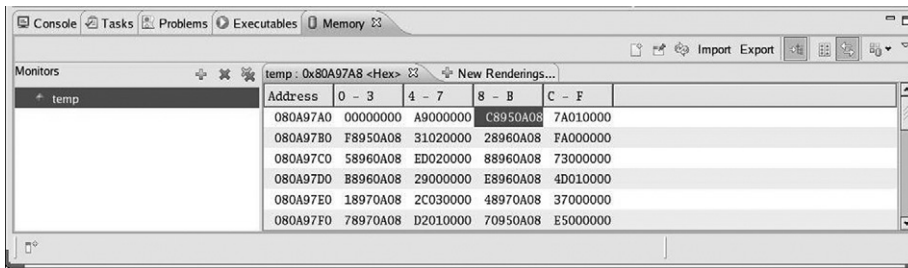 Console Tasks Problems Executables Memory
Import Export
Monitors temp : 0x80A97A8 <Hex> New Renderings...
temp
Address 0 - 3 4 - 7 8 - B C - F
080A97A0 00000000 A9000000 C8950A08 7A010000
080A97B0 F8950A08 31020000 28960A08 FA000000
080A97C0 58960A08 ED020000 88960A08 73000000
080A97D0 B8960A08 29000000 E8960A08 4D010000
080A97E0 18970A08 2C030000 48970A08 37000000
080A97F0 78970A08 D2010000 70950A08 E5000000